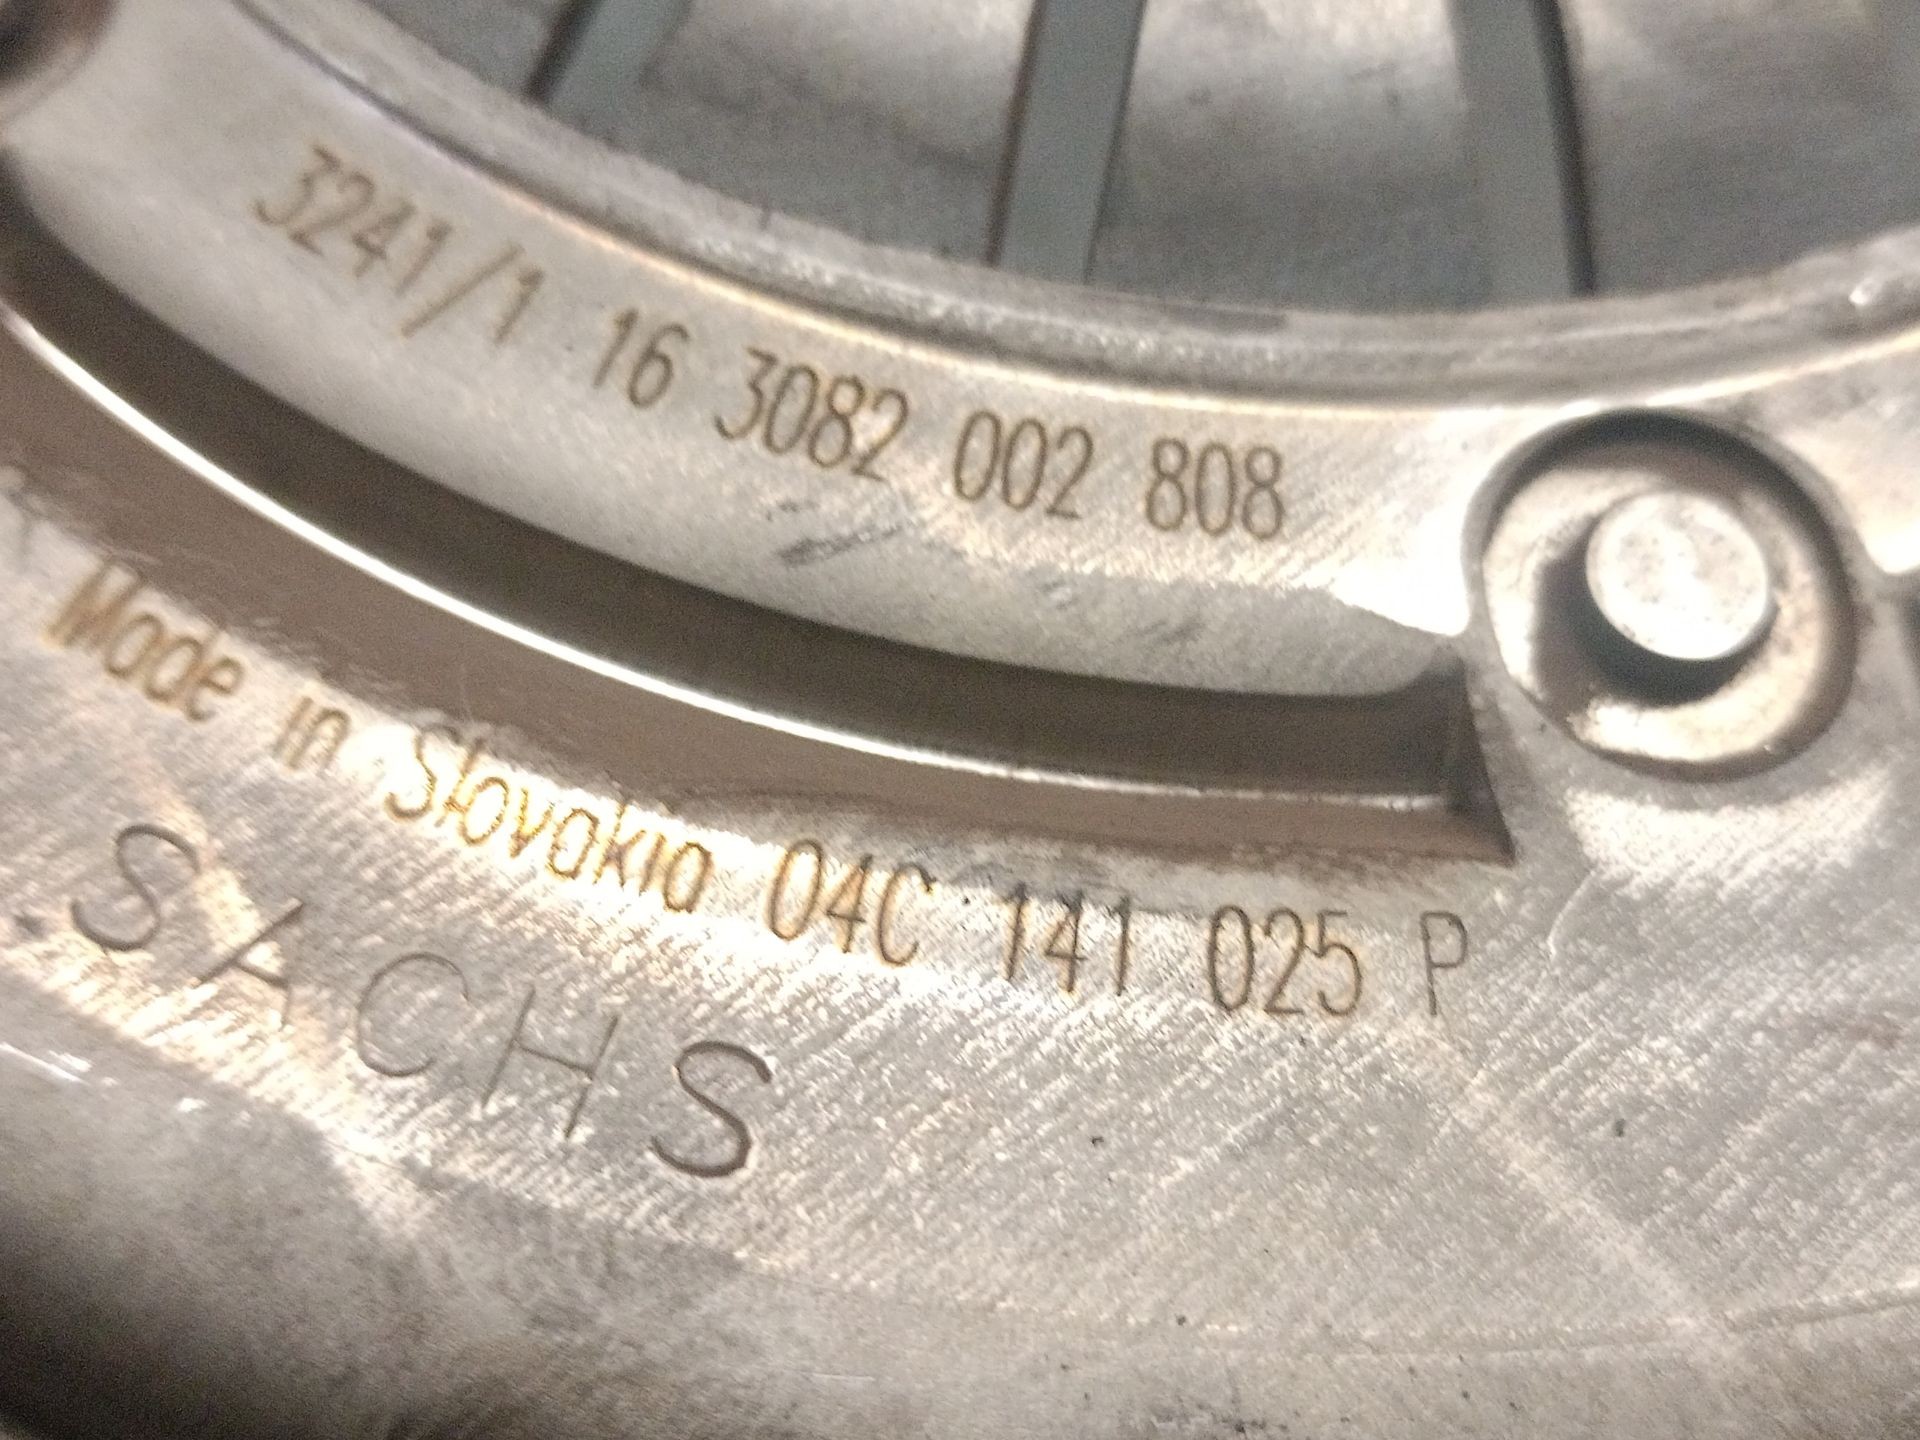 3241/1 16 3082 002 808
Made in Slovakia 04C 141 025 P
SACHS